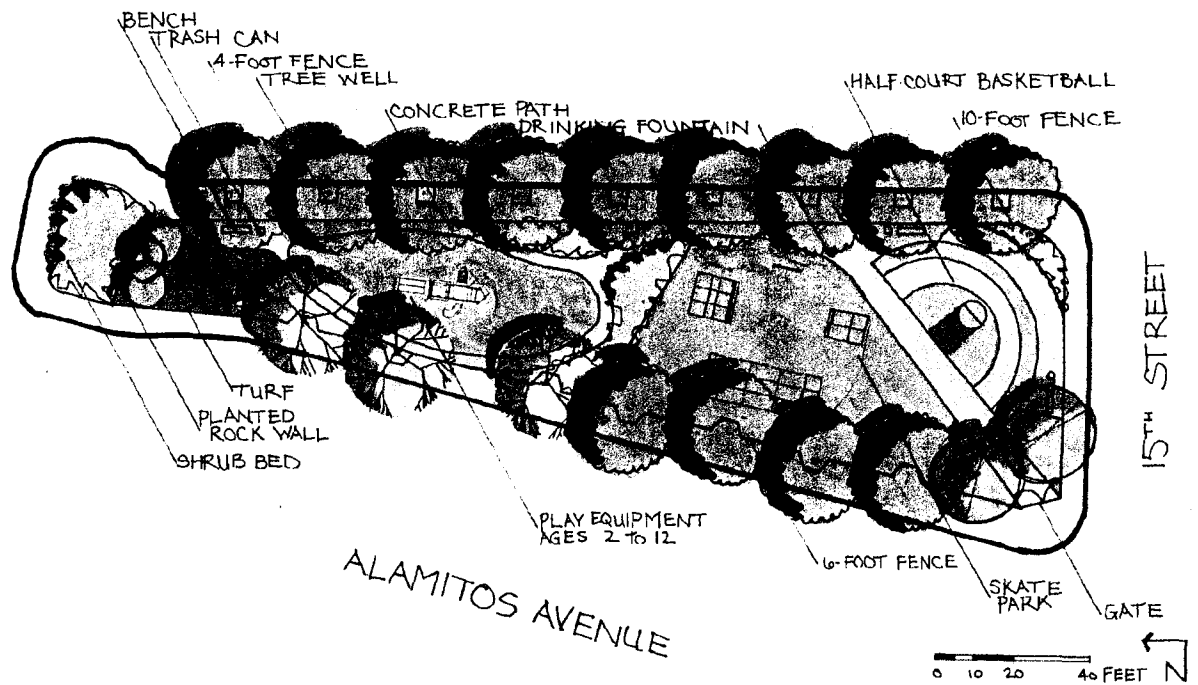 BENCH
TRASH CAN
4-FOOT FENCE
TREE WELL
CONCRETE PATH
DRINKING FOUNTAIN
HALF-COURT BASKETBALL
10-FOOT FENCE
15TH STREET
TURF
PLANTED
ROCK WALL
SHRUB BED
PLAY EQUIPMENT
AGES 2 TO 12
6-FOOT FENCE
SKATE
PARK
GATE
ALAMITOS AVENUE
0 10 20 40 FEET
N